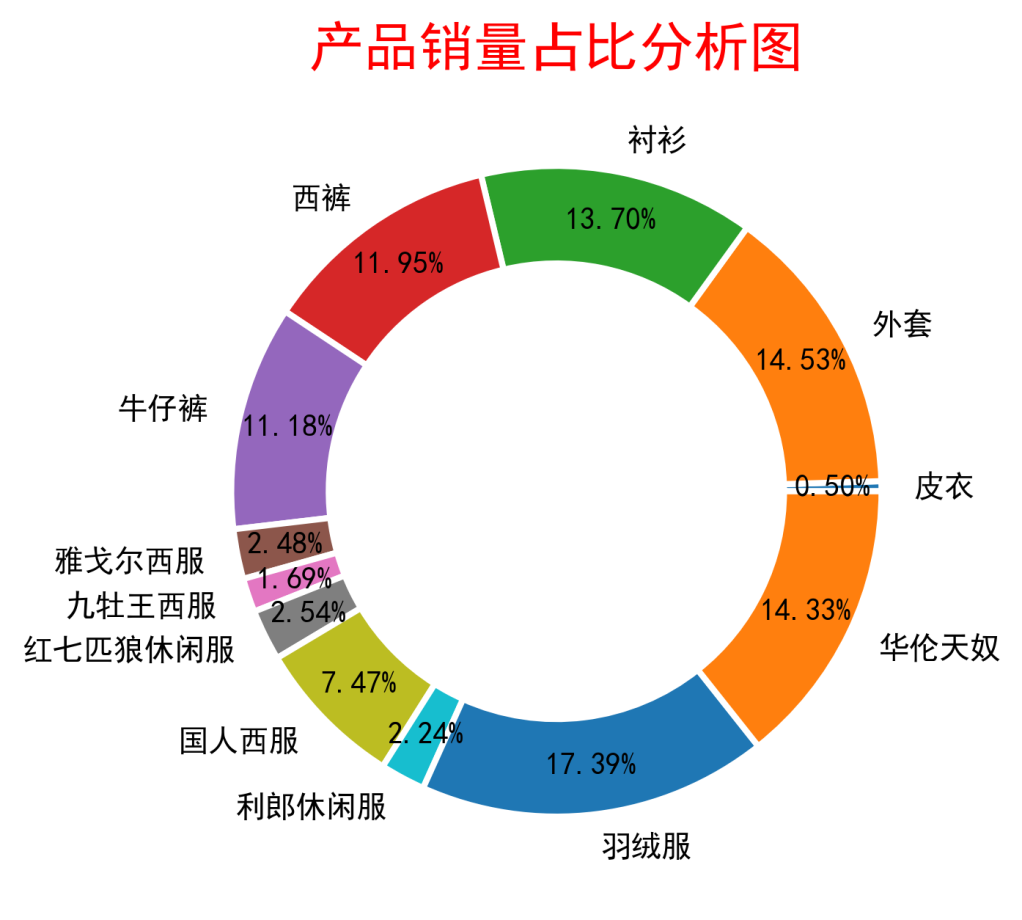 产品销量占比分析图
衬衫
13.70%
西裤
11.95%
外套
14.53%
牛仔裤
11.18%
皮衣
0.50%
雅戈尔西服
2.48%
九牡王西服
1.69%
红七匹狼休闲服
2.54%
华伦天奴
14.33%
国人西服
7.47%
利郎休闲服
2.24%
羽绒服
17.39%